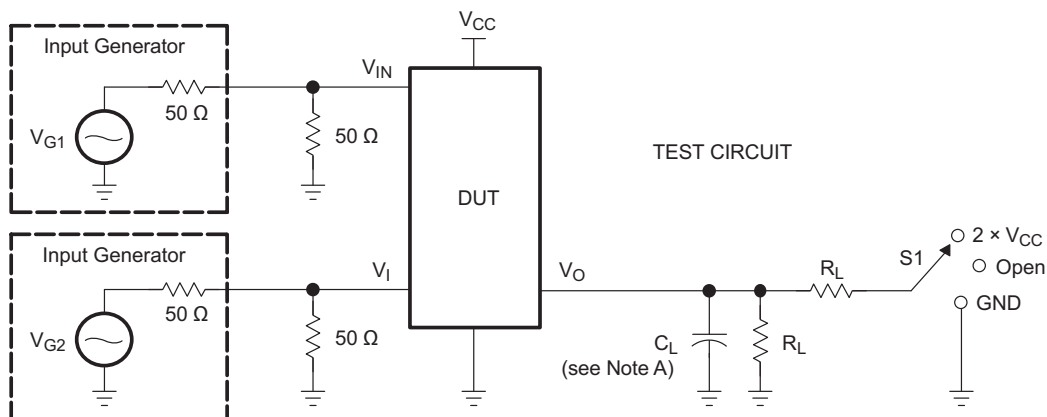 Input Generator
V_CC
V_IN
50 Ω
50 Ω
V_G1
TEST CIRCUIT
DUT
Input Generator
V_I
V_O
50 Ω
50 Ω
V_G2
C_L
(see Note A)
R_L
R_L
S1
2 × V_CC
Open
GND